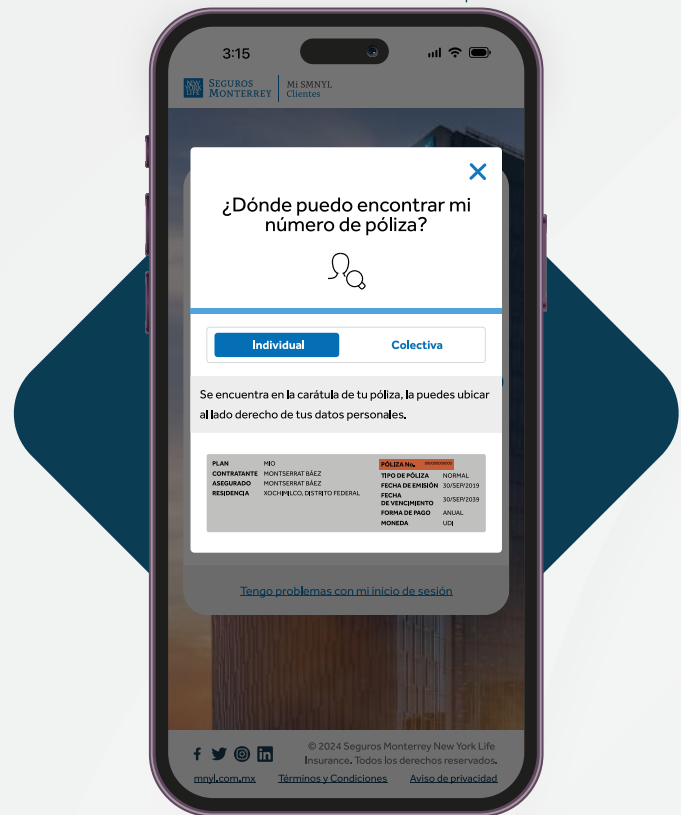 3:15
NEW YORK LIFE
SEGUROS MONTERREY
Mi SMNYL Clientes
¿Dónde puedo encontrar mi
número de póliza?
Individual
Colectiva
Se encuentra en la carátula de tu póliza, la puedes ubicar
al lado derecho de tus datos personales.
PLAN MIO
CONTRATANTE MONTSERRAT BÁEZ
ASEGURADO MONTSERRAT BÁEZ
RESIDENCIA XOCHIMILCO, DISTRITO FEDERAL
PÓLIZA No.
TIPO DE PÓLIZA NORMAL
FECHA DE EMISIÓN 30/SEP/2019
FECHA
DE VENCIMIENTO 30/SEP/2039
FORMA DE PAGO ANUAL
MONEDA UDI
Tengo problemas con mi inicio de sesión
© 2024 Seguros Monterrey New York Life
Insurance. Todos los derechos reservados.
mnyl.com.mx Términos y Condiciones Aviso de privacidad